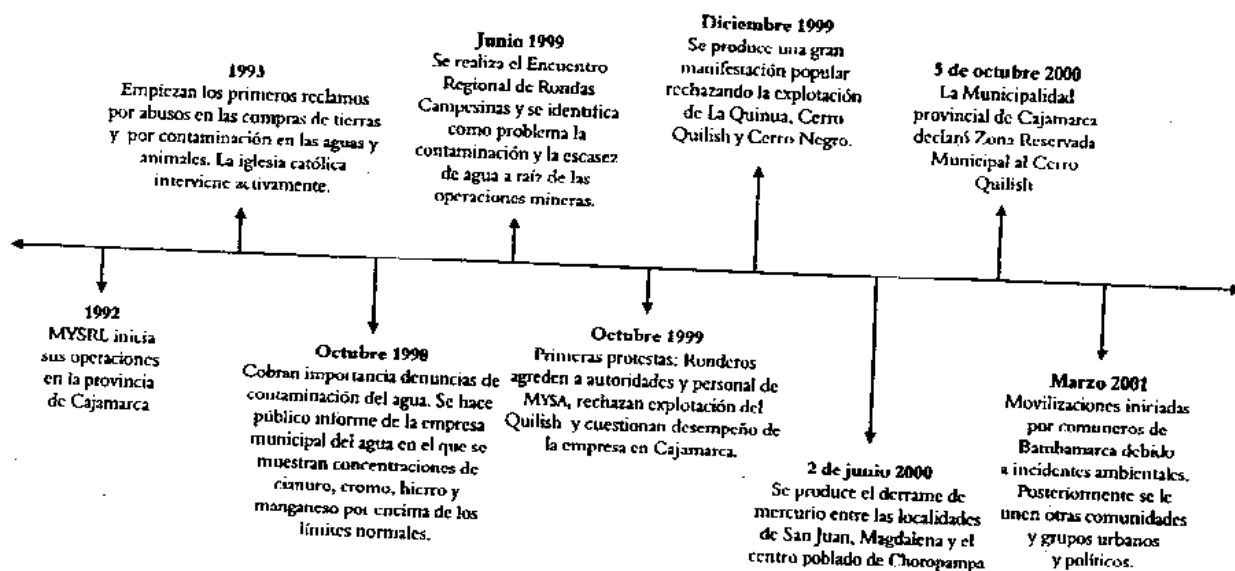 1993
Empiezan los primeros reclamos
por abusos en las compras de tierras
y por contaminación en las aguas y
animales. La iglesia católica
interviene activamente.
Junio 1999
Se realiza el Encuentro
Regional de Rondas
Campesinas y se identifica
como problema la
contaminación y la escasez
de agua a raíz de las
operaciones mineras.
Diciembre 1999
Se produce una gran
manifestación popular
rechazando la explotación
de La Quinua, Cerro
Quilish y Cerro Negro.
5 de octubre 2000
La Municipalidad
provincial de Cajamarca
declaró Zona Reservada
Municipal al Cerro
Quilish
1992
MYSRL inicia
sus operaciones
en la provincia
de Cajamarca
Octubre 1998
Cobran importancia denuncias de
contaminación del agua. Se hace
público informe de la empresa
municipal del agua en el que se
muestran concentraciones de
cianuro, cromo, hierro y
manganeso por encima de los
límites normales.
Octubre 1999
Primeras protestas: Ronderos
agreden a autoridades y personal de
MYSA, rechazan explotación del
Quilish y cuestionan desempeño de
la empresa en Cajamarca.
2 de junio 2000
Se produce el derrame de
mercurio entre las localidades
de San Juan, Magdalena y el
centro poblado de Choropampa
Marzo 2001
Movilizaciones iniciadas
por comuneros de
Bambamarca debido
a incidentes ambientales.
Posteriormente se le
unen otras comunidades
y grupos urbanos
y políticos.